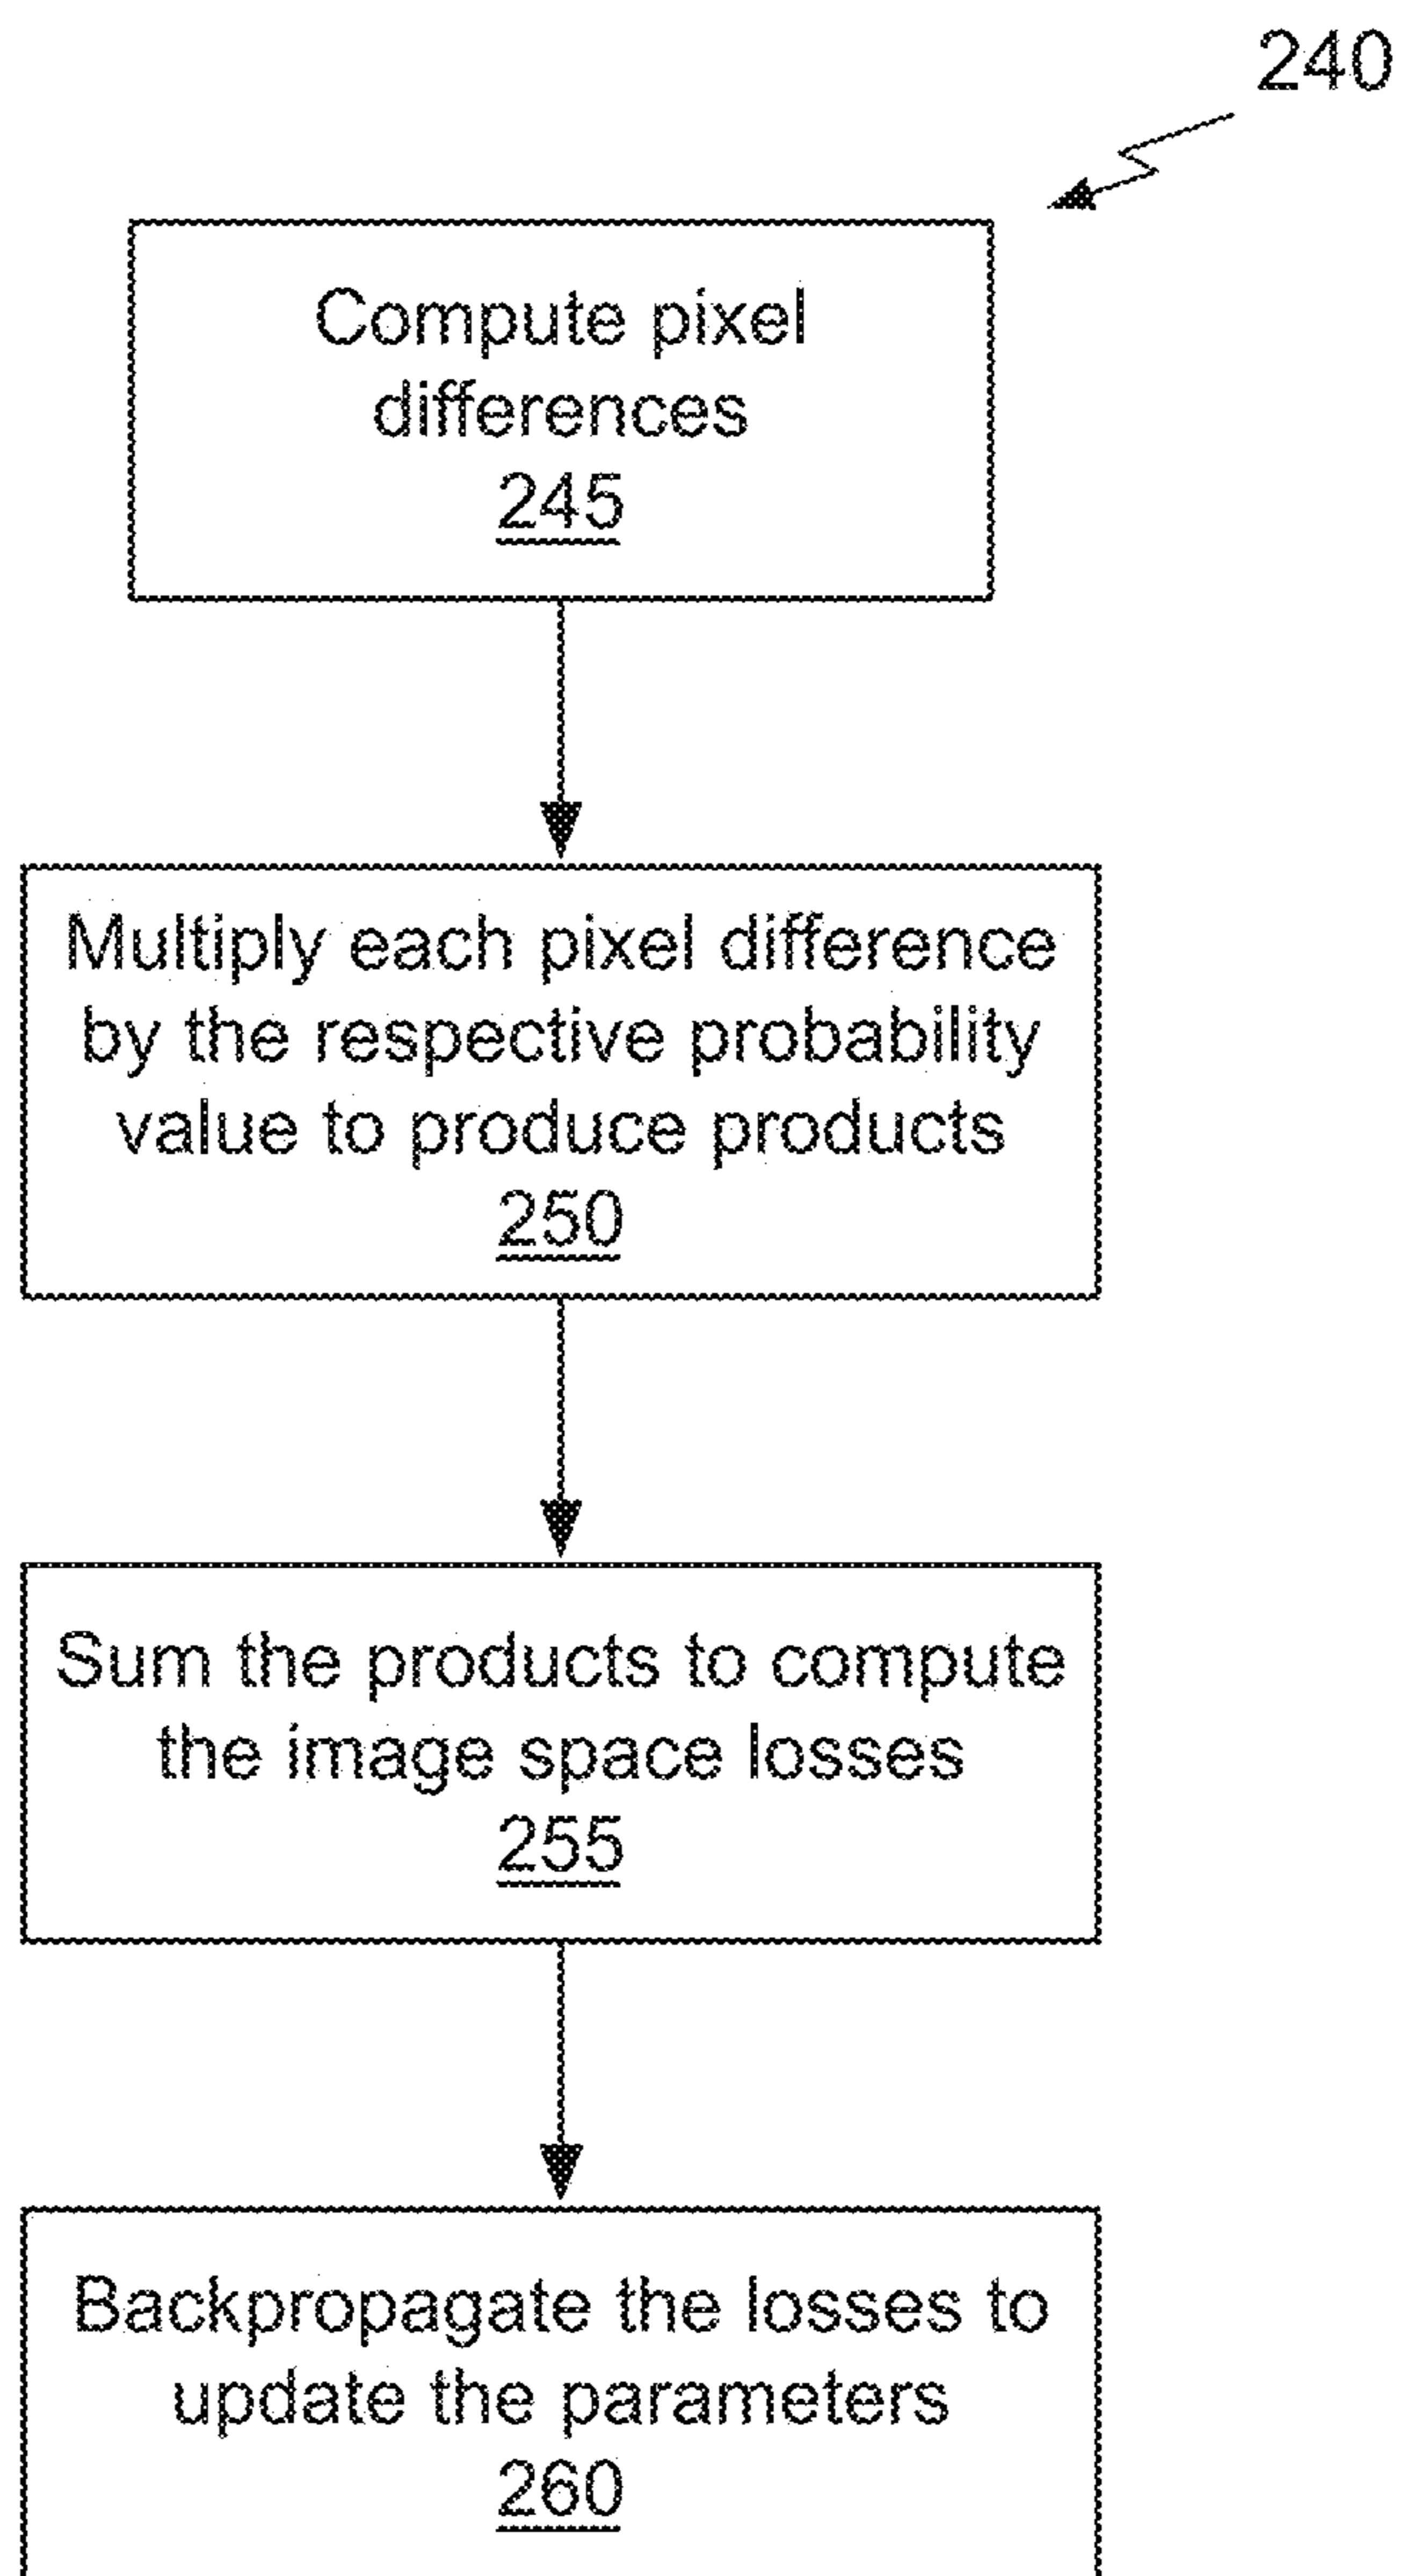 240
Compute pixel
differences
245
Multiply each pixel difference
by the respective probability
value to produce products
250
Sum the products to compute
the image space losses
255
Backpropagate the losses to
update the parameters
260